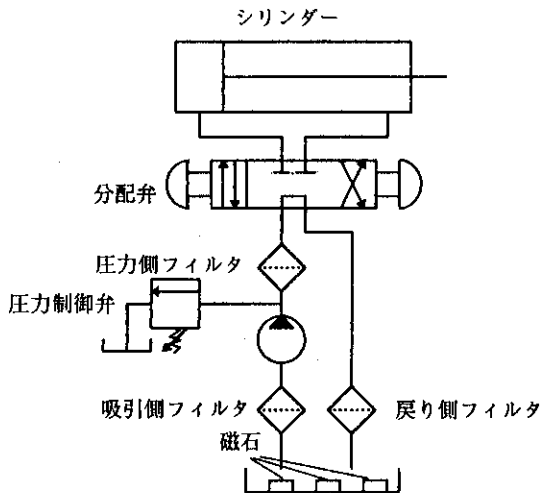 シリンダー
分配弁
圧力側フィルタ
圧力制御弁
吸引側フィルタ
戻り側フィルタ
磁石